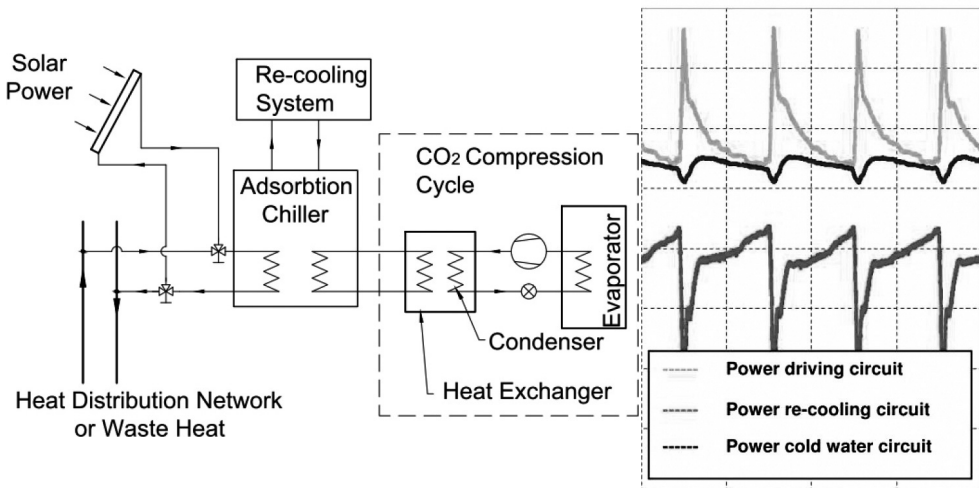 Solar
Power
Re-cooling
System
Adsorbtion
Chiller
CO₂ Compression
Cycle
Evaporator
Condenser
Heat Exchanger
Heat Distribution Network
or Waste Heat
Power driving circuit
Power re-cooling circuit
Power cold water circuit